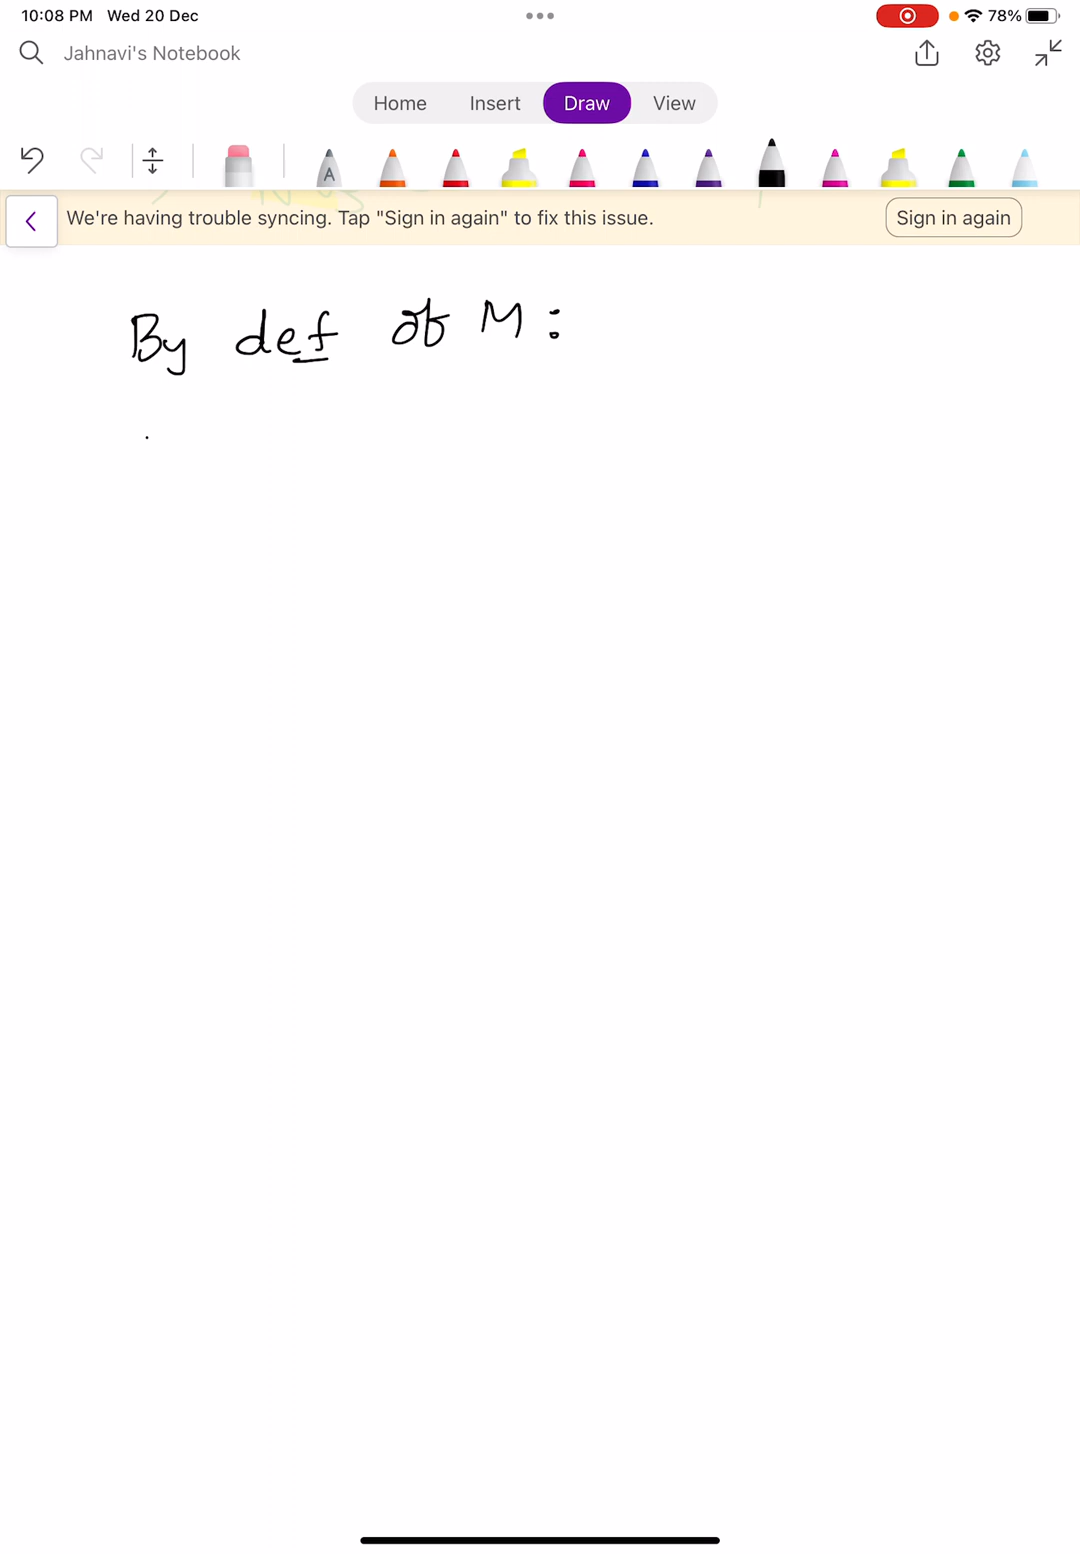 10:08 PM Wed 20 Dec 78%
Jahnavi's Notebook
Home Insert Draw View
A
We're having trouble syncing. Tap "Sign in again" to fix this issue. Sign in again
By def of M: